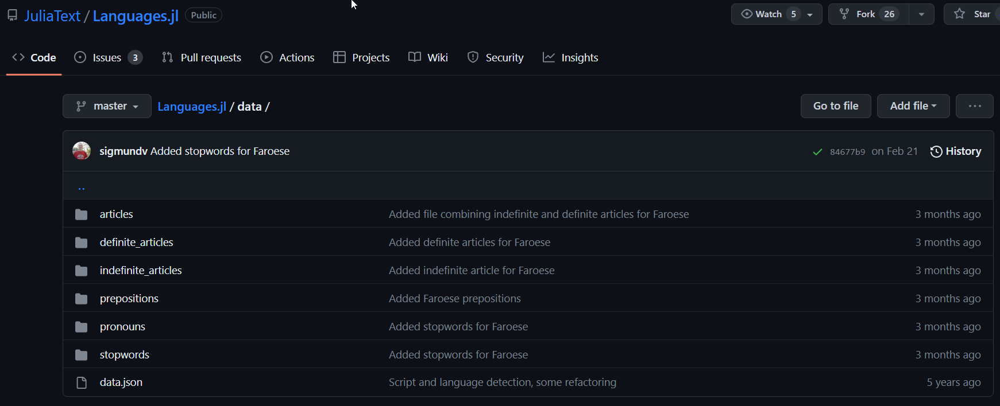 JuliaText / Languages.jl Public Watch 5 Fork 26 Star
Code Issues 3 Pull requests Actions Projects Wiki Security Insights
master Languages.jl / data / Go to file Add file ...
sigmundv Added stopwords for Faroese 84677b9 on Feb 21 History
..
articles Added file combining indefinite and definite articles for Faroese 3 months ago
definite_articles Added definite articles for Faroese 3 months ago
indefinite_articles Added indefinite article for Faroese 3 months ago
prepositions Added Faroese prepositions 3 months ago
pronouns Added stopwords for Faroese 3 months ago
stopwords Added stopwords for Faroese 3 months ago
data.json Script and language detection, some refactoring 5 years ago